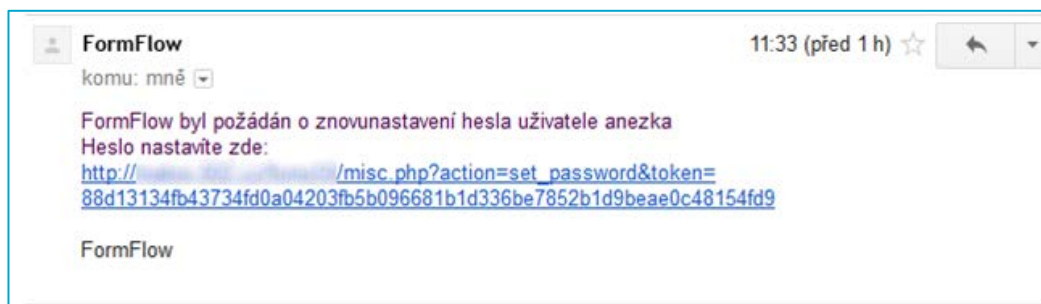 FormFlow 11:33 (před 1 h)
komu: mně
FormFlow byl požádán o znovunastavení hesla uživatele anezka
Heslo nastavíte zde:
http:// /misc.php?action=set_password&token=
88d13134fb43734fd0a04203fb5b096681b1d336be7852b1d9beae0c48154fd9
FormFlow